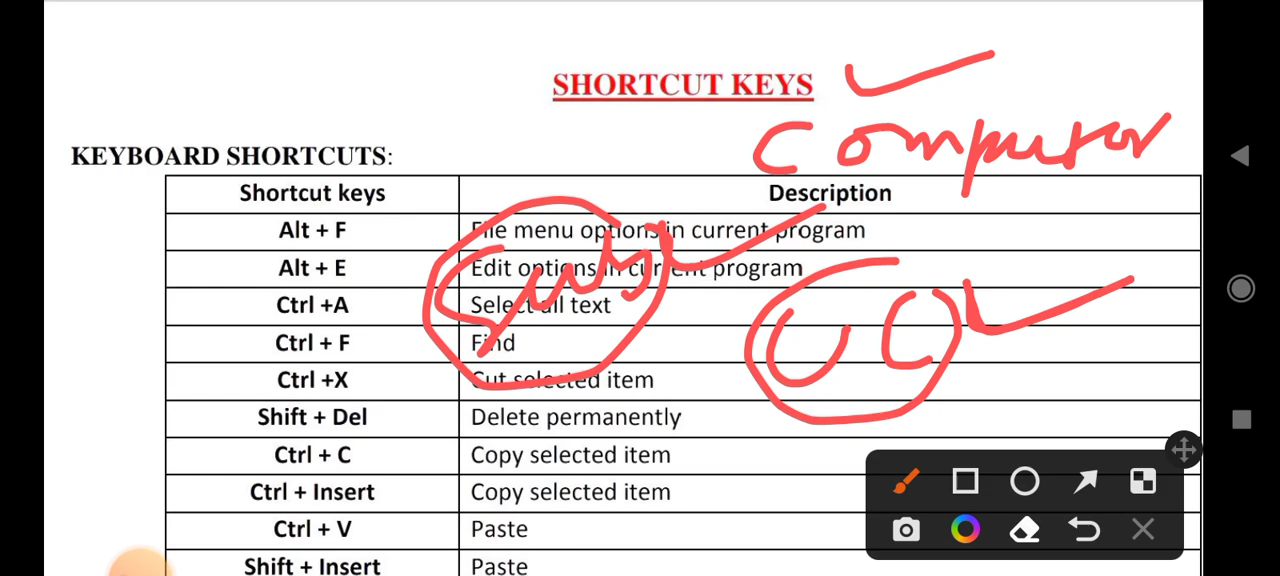 SHORTCUT KEYS
Computer
KEYBOARD SHORTCUTS:
Shortcut keys Description
Alt + F File menu options in current program
Alt + E Edit options in current program
Ctrl +A Select all text
Ctrl + F Find
Ctrl +X Cut selected item
Shift + Del Delete permanently
Ctrl + C Copy selected item
Ctrl + Insert Copy selected item
Ctrl + V Paste
Shift + Insert Paste